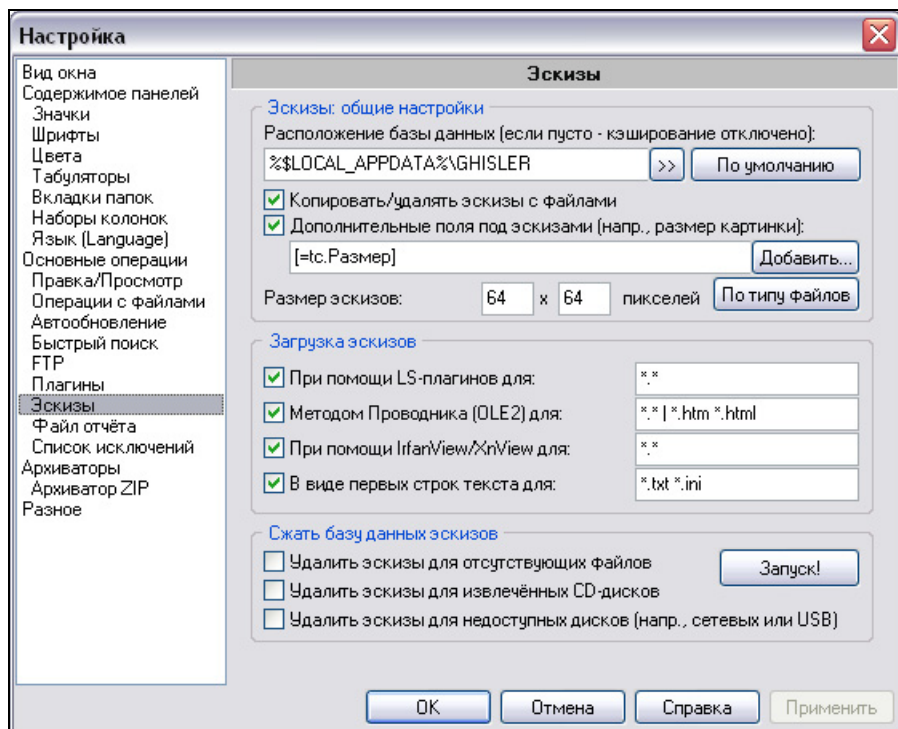 Настройка
Вид окна
Содержимое панелей
Значки
Шрифты
Цвета
Табуляторы
Вкладки папок
Наборы колонок
Язык (Language)
Основные операции
Правка/Просмотр
Операции с файлами
Автообновление
Быстрый поиск
FTP
Плагины
Эскизы
Файл отчёта
Список исключений
Архиваторы
Архиватор ZIP
Разное
Эскизы
Эскизы: общие настройки
Расположение базы данных (если пусто - кэширование отключено):
%$LOCAL_APPDATA%\GHISLER >> По умолчанию
Копировать/удалять эскизы с файлами
Дополнительные поля под эскизами (напр., размер картинки):
[=tc.Размер] Добавить...
Размер эскизов: 64 x 64 пикселей По типу файлов
Загрузка эскизов
При помощи LS-плагинов для: *.*
Методом Проводника (OLE2) для: *.* | *.htm *.html
При помощи IrfanView/XnView для: *.*
В виде первых строк текста для: *.txt *.ini
Сжать базу данных эскизов
Удалить эскизы для отсутствующих файлов Запуск!
Удалить эскизы для извлечённых CD-дисков
Удалить эскизы для недоступных дисков (напр., сетевых или USB)
OK Отмена Справка Применить